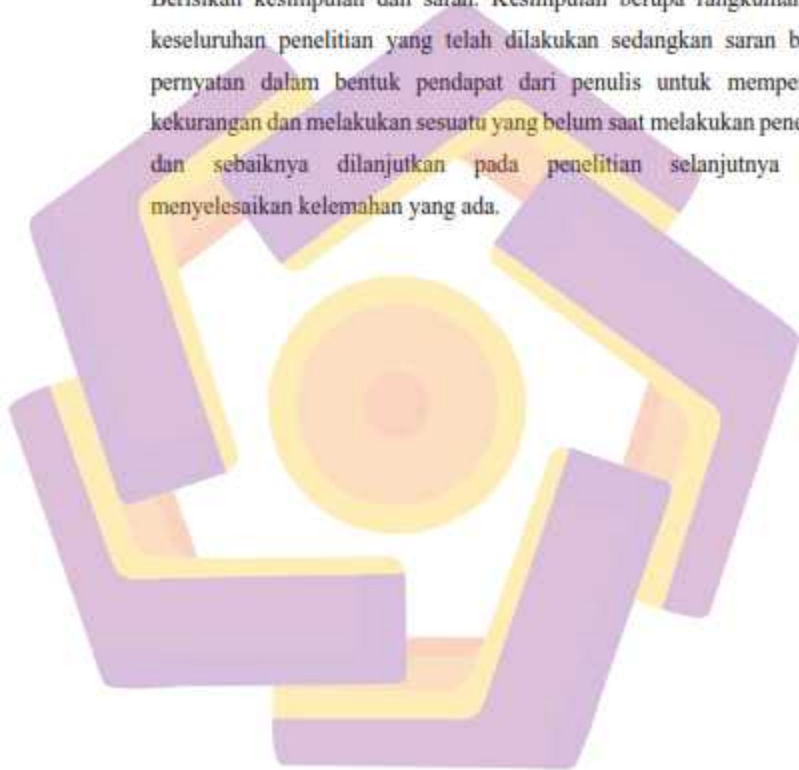 Berisikan kesimpulan dan saran. Kesimpulan berupa rangkuman
keseluruhan penelitian yang telah dilakukan sedangkan saran b
pernyatan dalam bentuk pendapat dari penulis untuk mempe
kekurangan dan melakukan sesuatu yang belum saat melakukan pene
dan sebaiknya dilanjutkan pada penelitian selanjutnya
menyelesaikan kelemahan yang ada.